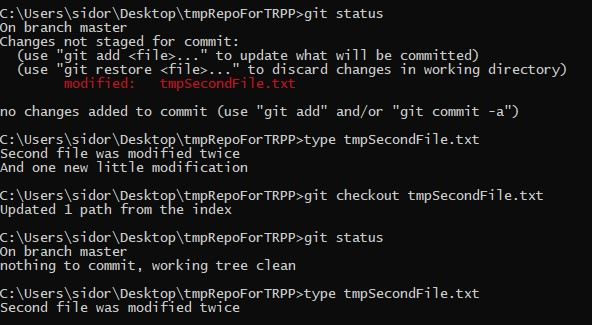 C:\Users\sidor\Desktop\tmpRepoForTRPP>git status
On branch master
Changes not staged for commit:
  (use "git add <file>..." to update what will be committed)
  (use "git restore <file>..." to discard changes in working directory)
        modified:   tmpSecondFile.txt
no changes added to commit (use "git add" and/or "git commit -a")
C:\Users\sidor\Desktop\tmpRepoForTRPP>type tmpSecondFile.txt
Second file was modified twice
And one new little modification
C:\Users\sidor\Desktop\tmpRepoForTRPP>git checkout tmpSecondFile.txt
Updated 1 path from the index
C:\Users\sidor\Desktop\tmpRepoForTRPP>git status
On branch master
nothing to commit, working tree clean
C:\Users\sidor\Desktop\tmpRepoForTRPP>type tmpSecondFile.txt
Second file was modified twice